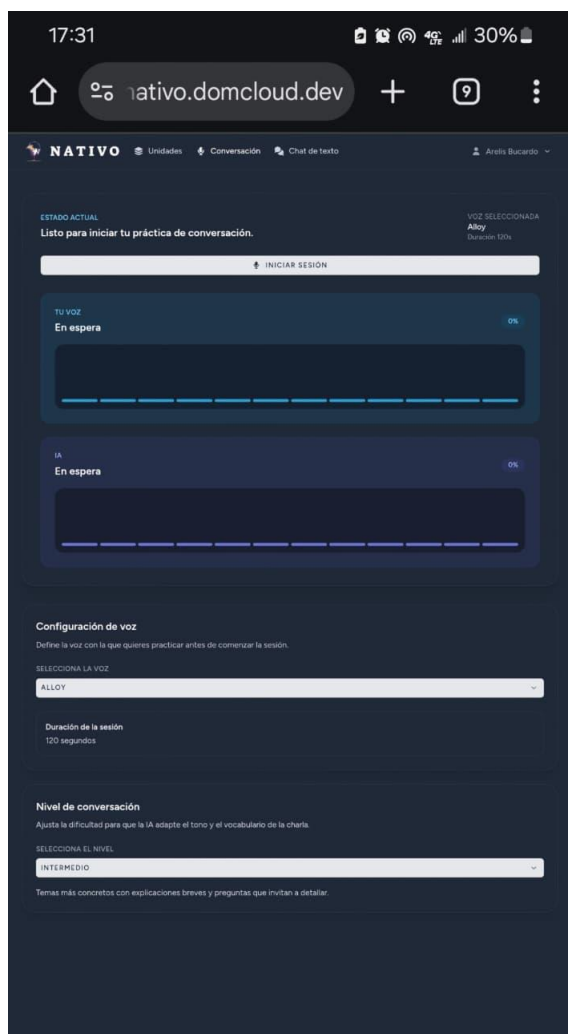 17:31 4G LTE 30%
nativo.domcloud.dev 9
NATIVO Unidades Conversación Chat de texto Arelis Bucardo
ESTADO ACTUAL
Listo para iniciar tu práctica de conversación.
VOZ SELECCIONADA
Alloy
Duración 120s
INICIAR SESIÓN
TU VOZ
En espera
0%
IA
En espera
0%
Configuración de voz
Define la voz con la que quieres practicar antes de comenzar la sesión.
SELECCIONA LA VOZ
ALLOY
Duración de la sesión
120 segundos
Nivel de conversación
Ajusta la dificultad para que la IA adapte el tono y el vocabulario de la charla.
SELECCIONA EL NIVEL
INTERMEDIO
Temas más concretos con explicaciones breves y preguntas que invitan a detallar.